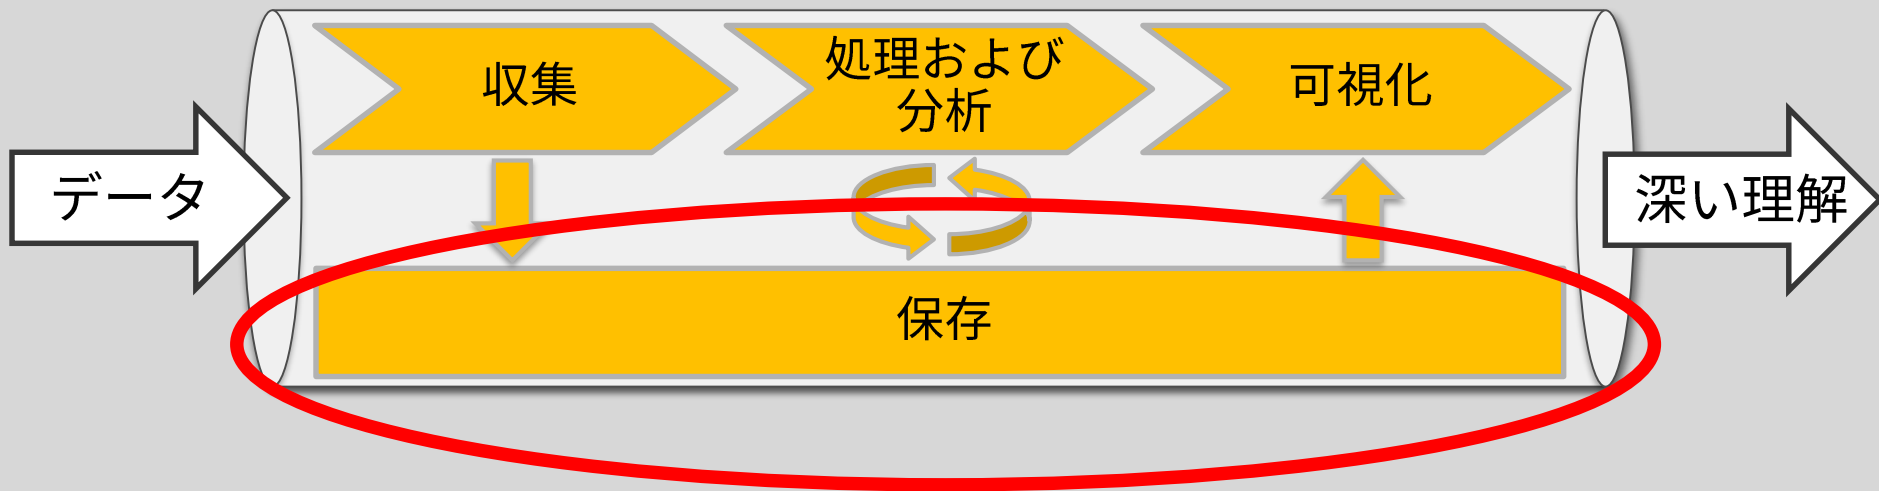 データ
収集
処理および
分析
可視化
保存
深い理解